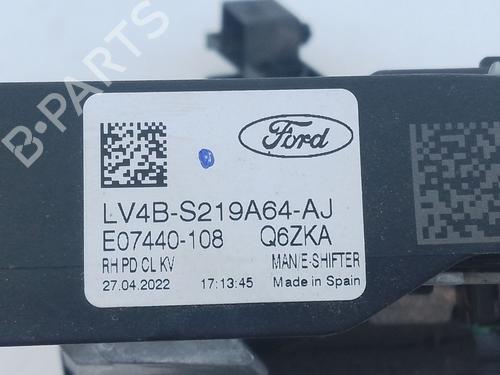 B-PARTS
Ford
LV4B-S219A64-AJ
E07440-108 Q6ZKA
RH PD CL KV MAN/E-SHIFTER
27.04.2022 17:13:45 Made in Spain